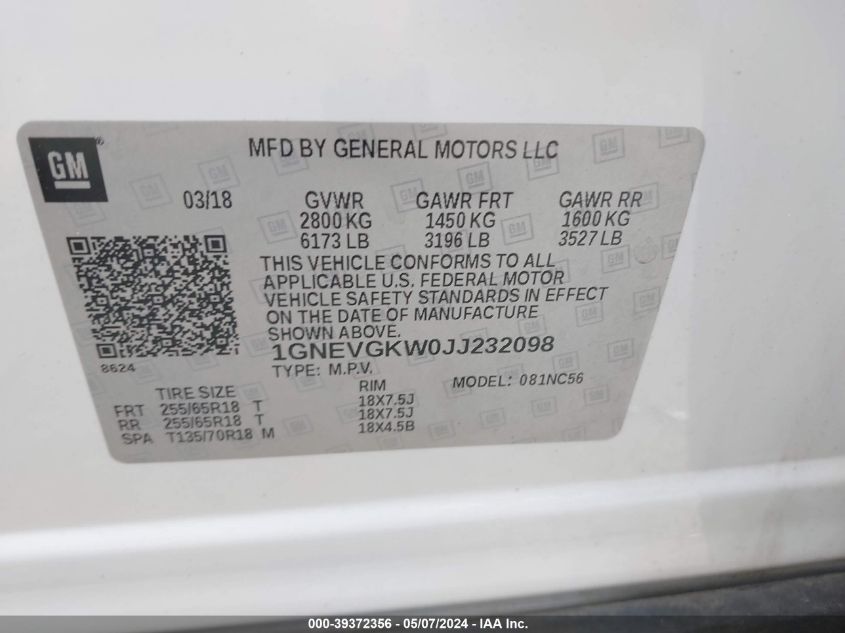 GM®
MFD BY GENERAL MOTORS LLC
03/18 GVWR GAWR FRT GAWR RR
2800 KG 1450 KG 1600 KG
6173 LB 3196 LB 3527 LB
THIS VEHICLE CONFORMS TO ALL
APPLICABLE U.S. FEDERAL MOTOR
VEHICLE SAFETY STANDARDS IN EFFECT
ON THE DATE OF MANUFACTURE
SHOWN ABOVE.
8624
1GNEVGKW0JJ232098
TYPE: M.P.V. MODEL: 081NC56
TIRE SIZE RIM
FRT 255/65R18 T 18X7.5J
RR 255/65R18 T 18X7.5J
SPA T135/70R18 M 18X4.5B
000-39372356 - 05/07/2024 - IAA Inc.